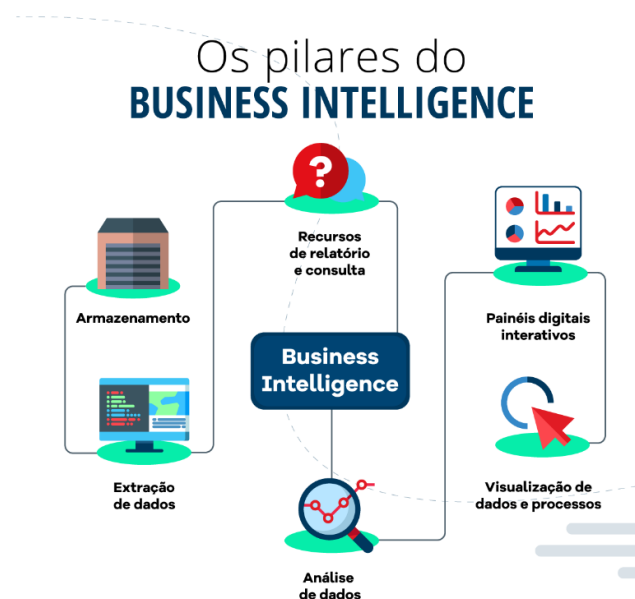 Os pilares do
BUSINESS INTELLIGENCE
Recursos
de relatório
e consulta
Armazenamento
Painéis digitais
interativos
Business
Intelligence
Extração
de dados
Visualização de
dados e processos
Análise
de dados